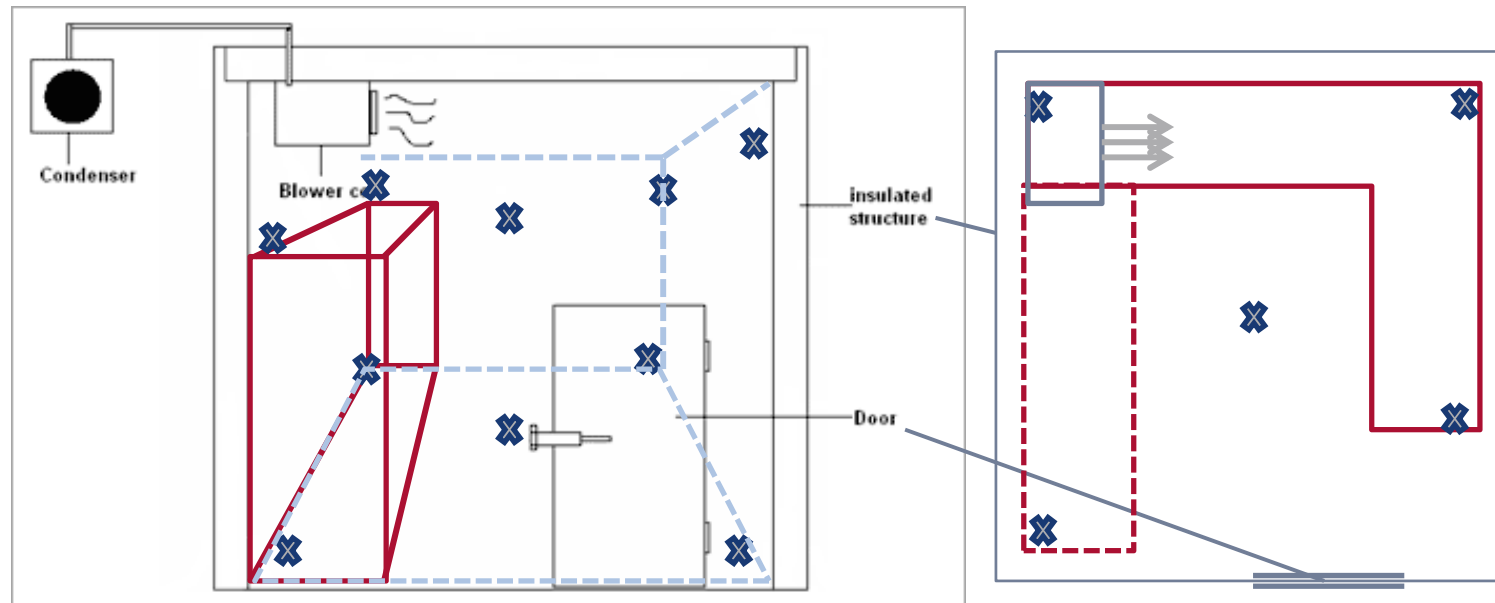 Condenser
Blower c
insulated
structure
Door